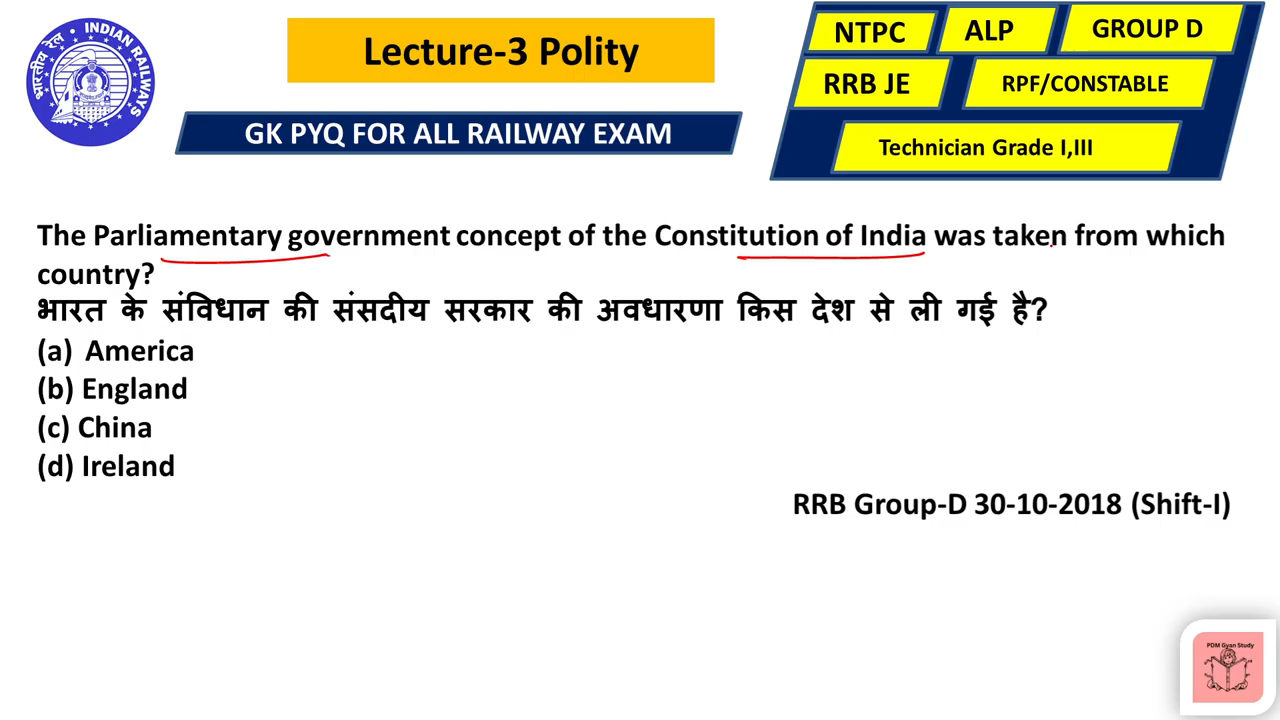 भारतीय रेल INDIAN RAILWAYS
Lecture-3 Polity
GK PYQ FOR ALL RAILWAY EXAM
NTPC ALP GROUP D
RRB JE RPF/CONSTABLE
Technician Grade I,III
The Parliamentary government concept of the Constitution of India was taken from which
country?
भारत के संविधान की संसदीय सरकार की अवधारणा किस देश से ली गई है?
(a) America
(b) England
(c) China
(d) Ireland
RRB Group-D 30-10-2018 (Shift-I)
PDM Gyan Study